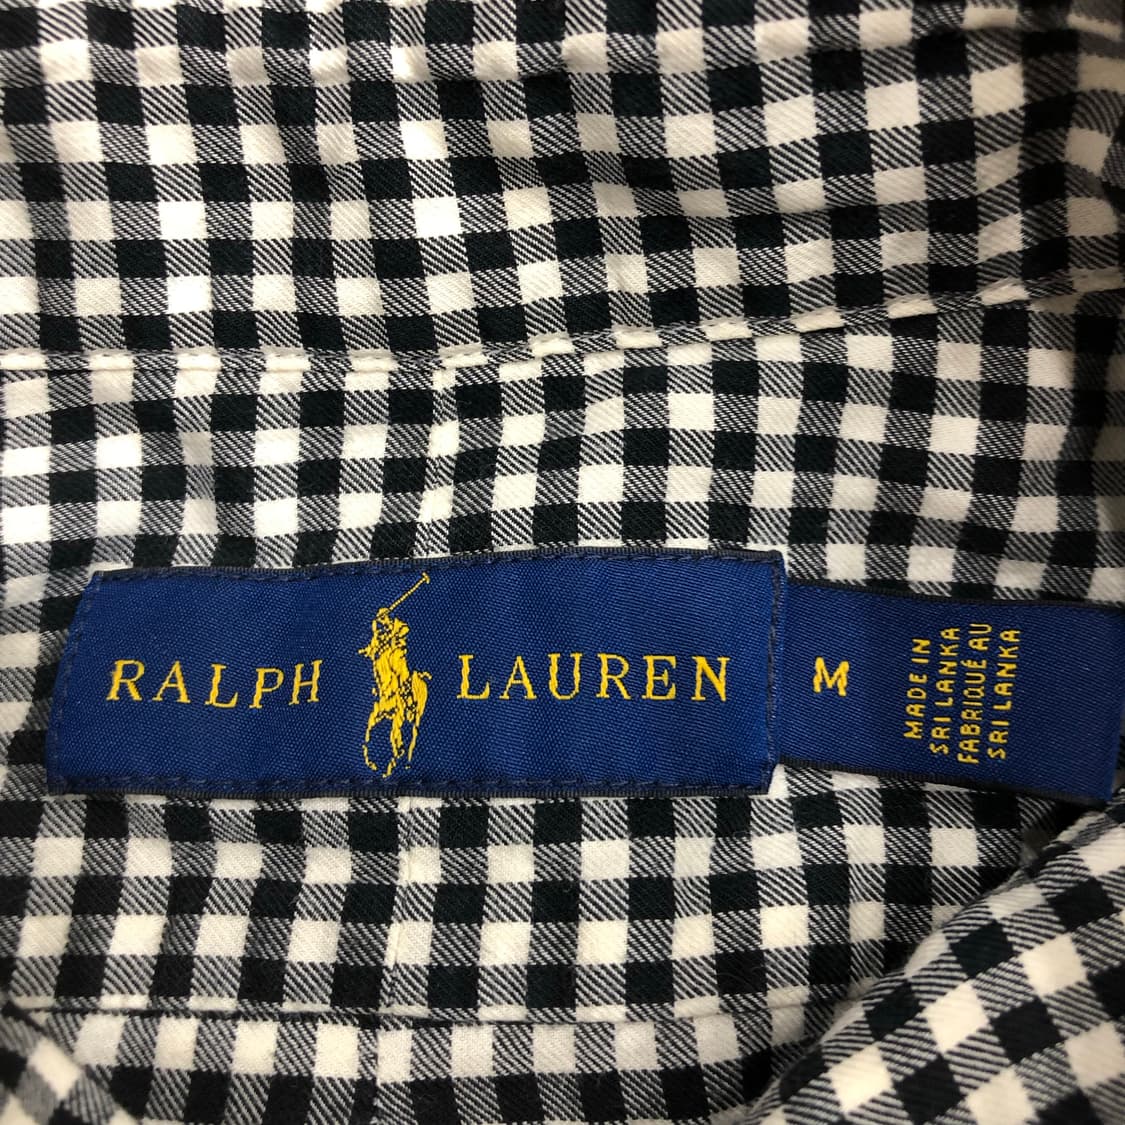 RALPH LAUREN
M
MADE IN
SRI LANKA
FABRIQUÉ AU
SRI LANKA